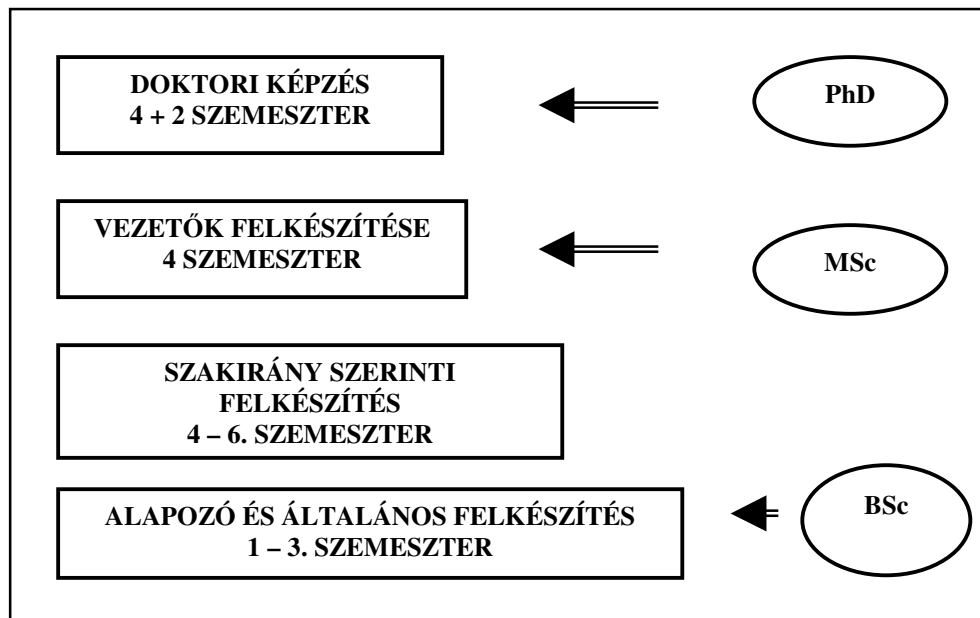 DOKTORI KÉPZÉS
4 + 2 SZEMESZTER
PhD
VEZETŐK FELKÉSZÍTÉSE
4 SZEMESZTER
MSc
SZAKIRÁNY SZERINTI
FELKÉSZÍTÉS
4 – 6. SZEMESZTER
ALAPOZÓ ÉS ÁLTALÁNOS FELKÉSZÍTÉS
1 – 3. SZEMESZTER
BSc